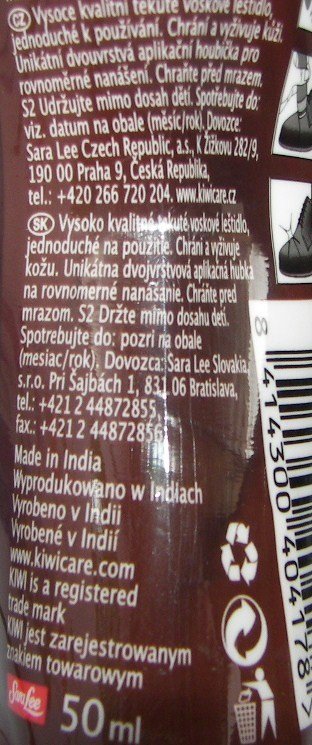 CZ Vysoce kvalitní tekuté voskové leštidlo,
jednoduché k používání. Chrání a vyživuje kůži.
Unikátní dvouvrstvá aplikační houbička pro
rovnoměrné nanášení. Chraňte před mrazem.
S2 Udržujte mimo dosah dětí. Spotřebujte do:
viz. datum na obale (měsíc/rok). Dovozce:
Sara Lee Czech Republic, a.s., K Žižkovu 282/9,
190 00 Praha 9, Česká Republika,
tel.: +420 266 720 204. www.kiwicare.cz
SK Vysoko kvalitné tekuté voskové leštidlo,
jednoduché na použitie. Chráni a vyživuje
kožu. Unikátna dvojvrstvová aplikačná hubka
na rovnomerné nanášanie. Chráňte pred
mrazom. S2 Držte mimo dosahu detí.
Spotrebujte do: pozri na obale
(mesiac/rok). Dovozca: Sara Lee Slovakia,
s.r.o. Pri Šajbách 1, 831 06 Bratislava,
tel.: +421 2 44872855,
fax.: +421 2 44872856
Made in India
Wyprodukowano w Indiach
Vyrobeno v Indii
Vyrobené v Indií
www.kiwicare.com
KIWI is a registered
trade mark
KIWI jest zarejestrowanym
znakiem towarowym
Sara Lee
50 ml
8 414300 404178